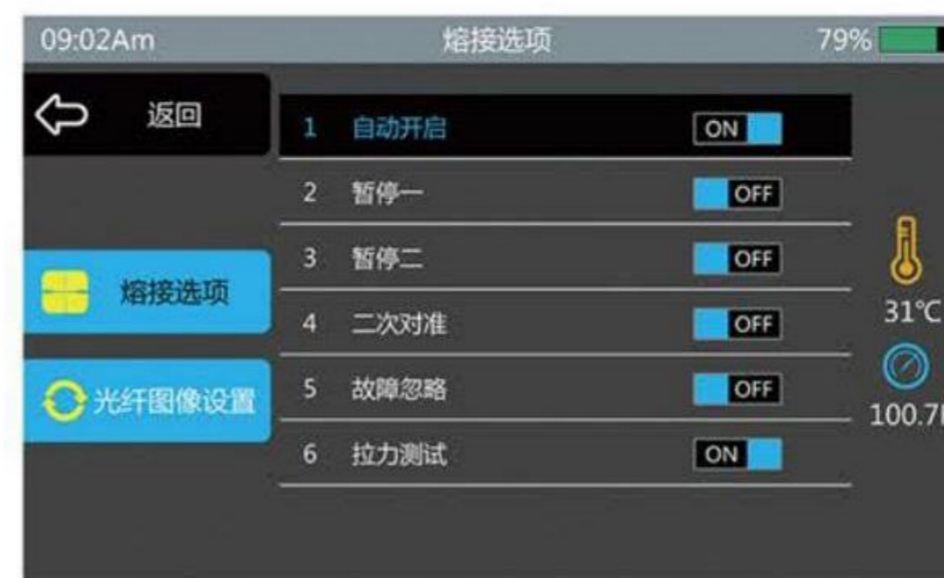 09:02Am 熔接选项 79%
返回
1 自动开启 ON
2 暂停一 OFF
3 暂停二 OFF
熔接选项
4 二次对准 OFF
31℃
5 故障忽略 OFF
光纤图像设置
100.7
6 拉力测试 ON